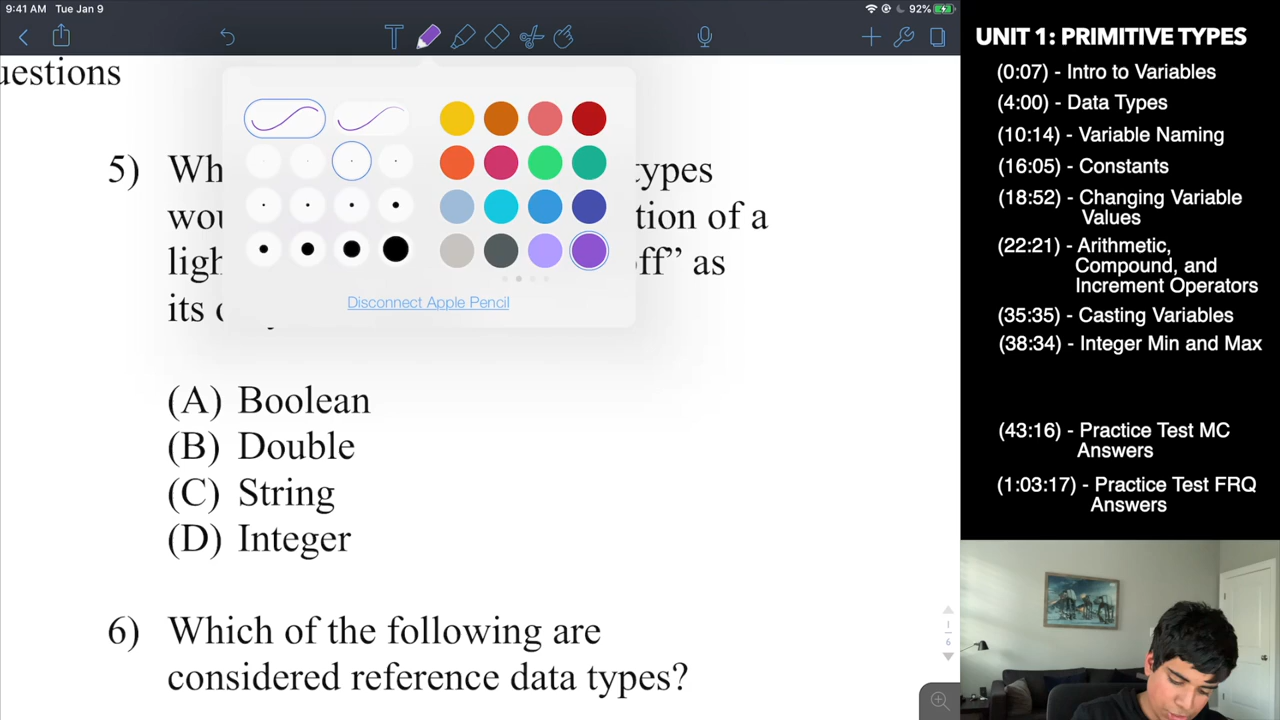 9:41 AM Tue Jan 9
92%
T
UNIT 1: PRIMITIVE TYPES
(0:07) - Intro to Variables
(4:00) - Data Types
(10:14) - Variable Naming
(16:05) - Constants
(18:52) - Changing Variable
Values
(22:21) - Arithmetic,
Compound, and
Increment Operators
(35:35) - Casting Variables
(38:34) - Integer Min and Max
(43:16) - Practice Test MC
Answers
(1:03:17) - Practice Test FRQ
Answers
uestions
5) Wh types
wou tion of a
ligh ff” as
its
Disconnect Apple Pencil
(A) Boolean
(B) Double
(C) String
(D) Integer
6) Which of the following are
considered reference data types?
1
6